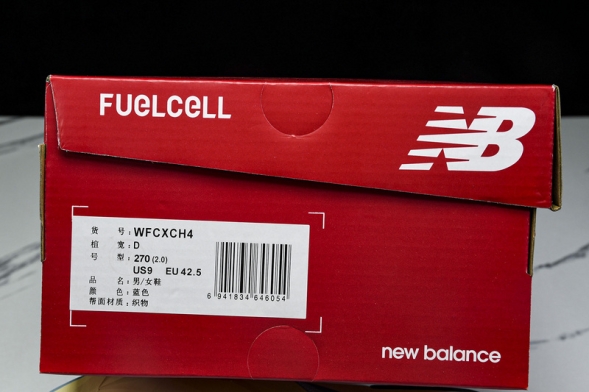 FUELCELL
NB
货 号: WFCXCH4
楦 宽: D
号 型: 270 (2.0)
US9 EU 42.5
品 名: 男/女鞋
颜 色: 蓝色
帮面材质: 织物
6 941834 646054
new balance